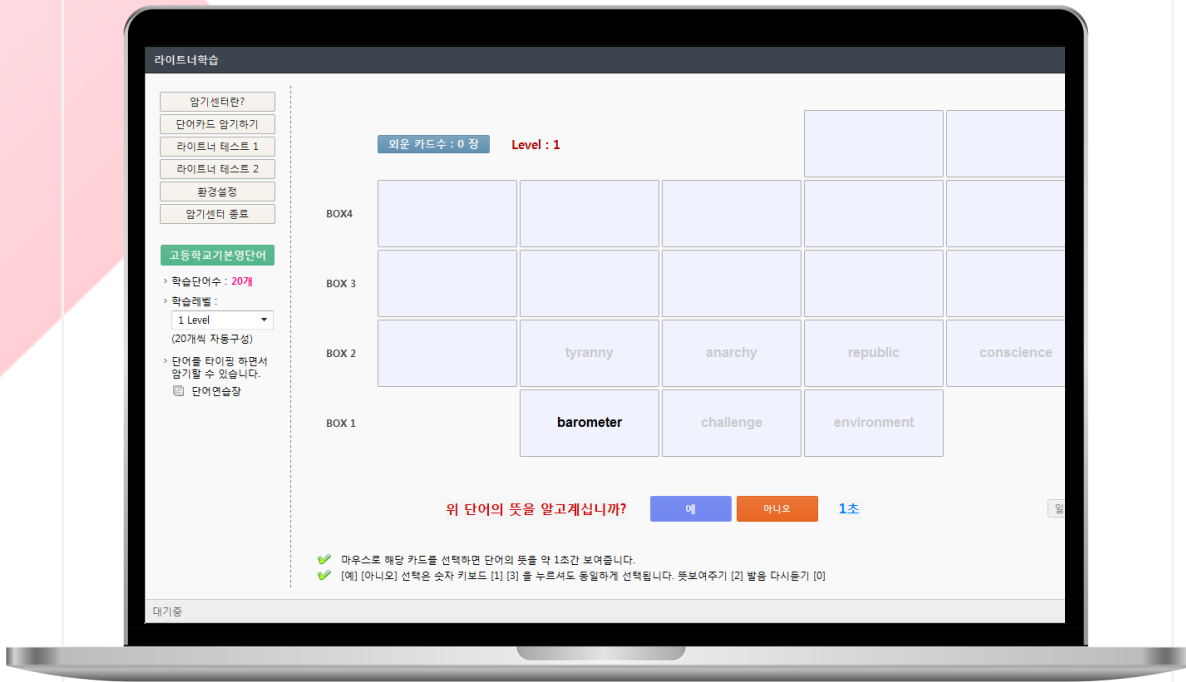 라이트너학습
암기센터란?
단어카드 암기하기
라이트너 테스트 1
라이트너 테스트 2
환경설정
암기센터 종료
고등학교기본영단어
› 학습단어수 : 20개
› 학습레벨 :
1 Level
(20개씩 자동구성)
› 단어를 타이핑 하면서
암기할 수 있습니다.
단어연습장
외운 카드수 : 0 장 Level : 1
BOX4
BOX 3
BOX 2 tyranny anarchy republic conscience
BOX 1 barometer challenge environment
위 단어의 뜻을 알고계십니까? 예 아니오 1초
마우스로 해당 카드를 선택하면 단어의 뜻을 약 1초간 보여줍니다.
[예] [아니오] 선택은 숫자 키보드 [1] [3] 을 누르셔도 동일하게 선택됩니다. 뜻보여주기 [2] 발음 다시듣기 [0]
대기중